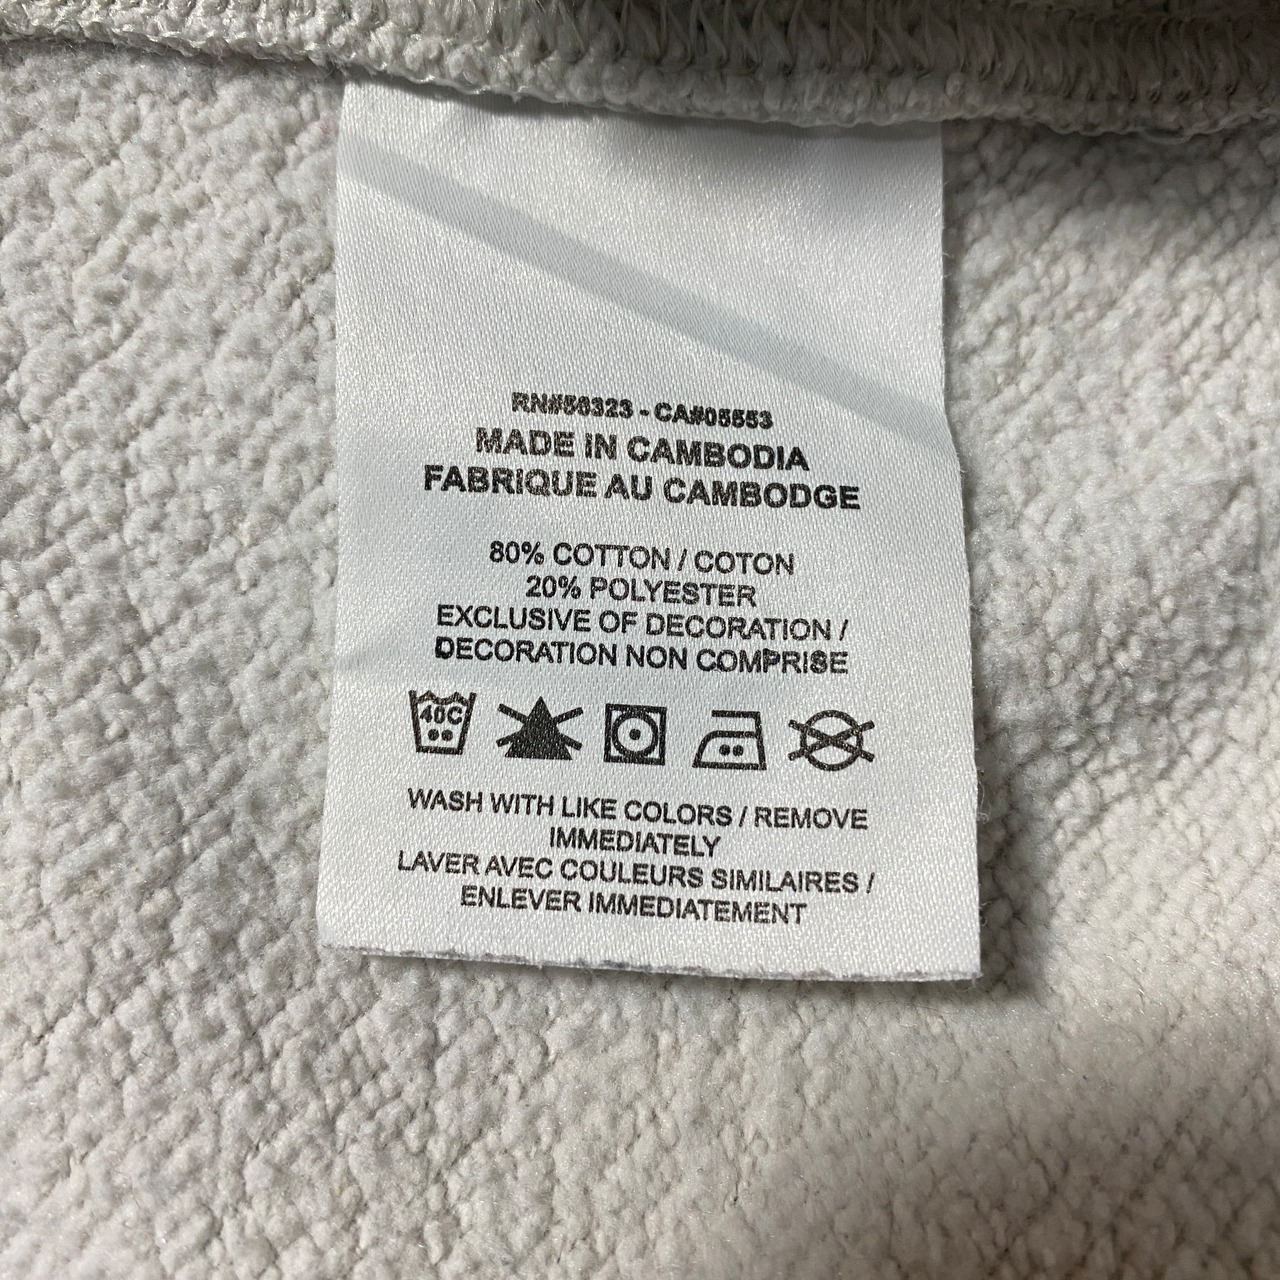 RN#56323 - CA#05553
MADE IN CAMBODIA
FABRIQUE AU CAMBODGE
80% COTTON / COTON
20% POLYESTER
EXCLUSIVE OF DECORATION /
DECORATION NON COMPRISE
40C
WASH WITH LIKE COLORS / REMOVE
IMMEDIATELY
LAVER AVEC COULEURS SIMILAIRES /
ENLEVER IMMEDIATEMENT